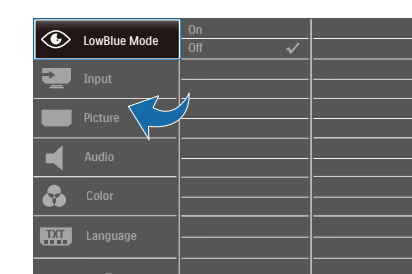 LowBlue Mode
On
Off
Input
Picture
Audio
Color
TXT
Language